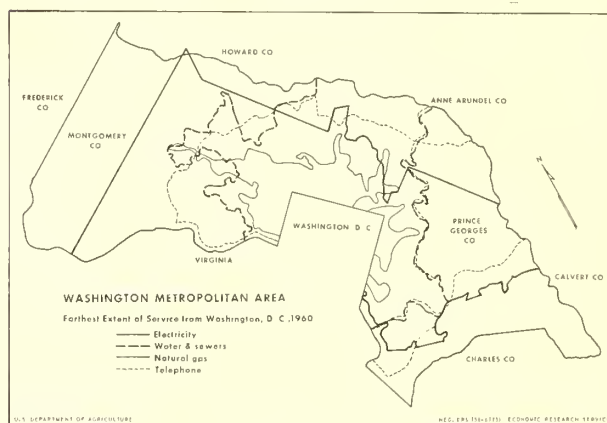 HOWARD CO
FREDERICK
CO
ANNE ARUNDEL CO
MONTGOMERY
CO
N
WASHINGTON D C
PRINCE
GEORGES
CO
VIRGINIA
CALVERT CO
WASHINGTON METROPOLITAN AREA
Farthest Extent of Service from Washington, D C ,1960
Electricity
Water & sewers
Natural gas
Telephone
CHARLES CO
U.S. DEPARTMENT OF AGRICULTURE
NEG. ERS ECONOMIC RESEARCH SERVICE